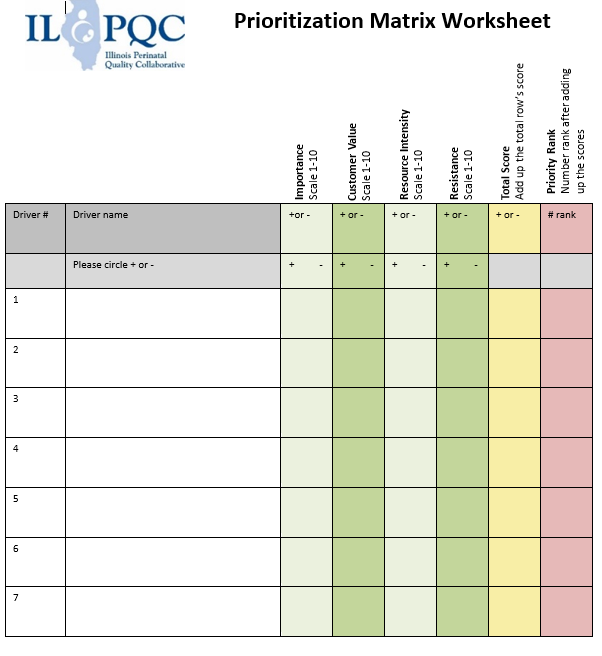 IL PQC
Illinois Perinatal
Quality Collaborative
Prioritization Matrix Worksheet
Importance
Scale 1-10
Customer Value
Scale 1-10
Resource Intensity
Scale 1-10
Resistance
Scale 1-10
Total Score
Add up the total row's score
Priority Rank
Number rank after adding
up the scores
Driver # Driver name +or - + or - + or - + or - + or - # rank
Please circle + or - + - + - + - + -
1
2
3
4
5
6
7